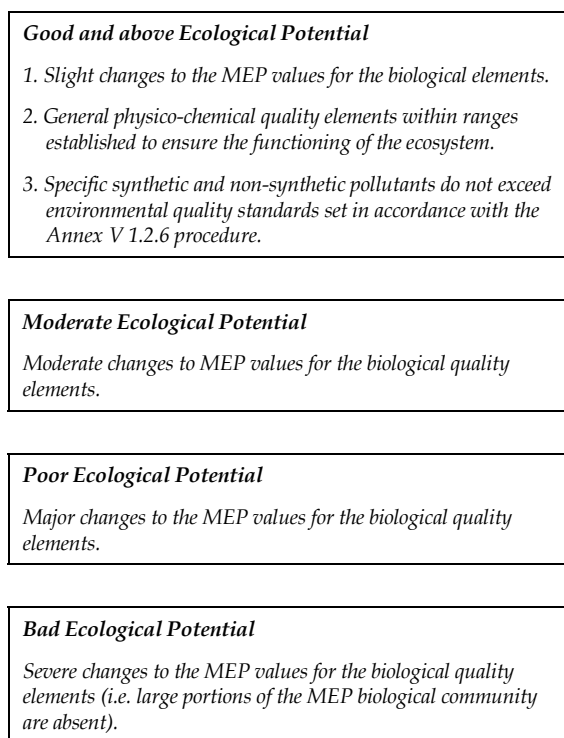 Good and above Ecological Potential
1. Slight changes to the MEP values for the biological elements.
2. General physico-chemical quality elements within ranges
established to ensure the functioning of the ecosystem.
3. Specific synthetic and non-synthetic pollutants do not exceed
environmental quality standards set in accordance with the
Annex V 1.2.6 procedure.
Moderate Ecological Potential
Moderate changes to MEP values for the biological quality
elements.
Poor Ecological Potential
Major changes to the MEP values for the biological quality
elements.
Bad Ecological Potential
Severe changes to the MEP values for the biological quality
elements (i.e. large portions of the MEP biological community
are absent).